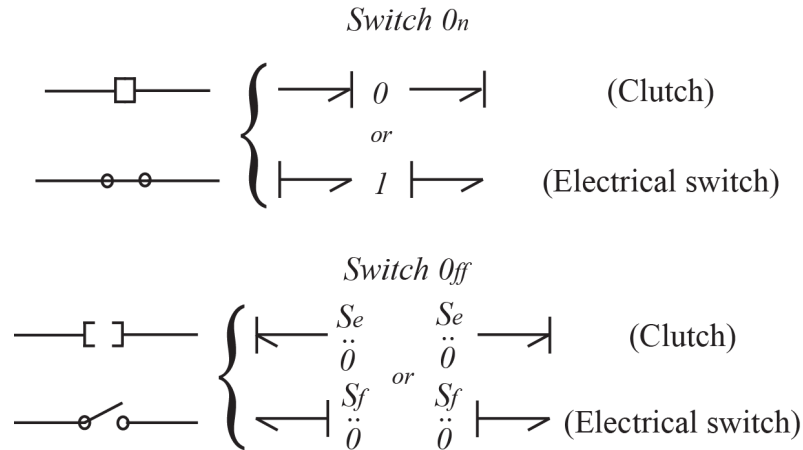 Switch 0n
0 (Clutch)
or
1 (Electrical switch)
Switch 0ff
Se Se
.. ..
0 0 (Clutch)
or
Sf Sf
.. ..
0 0 (Electrical switch)